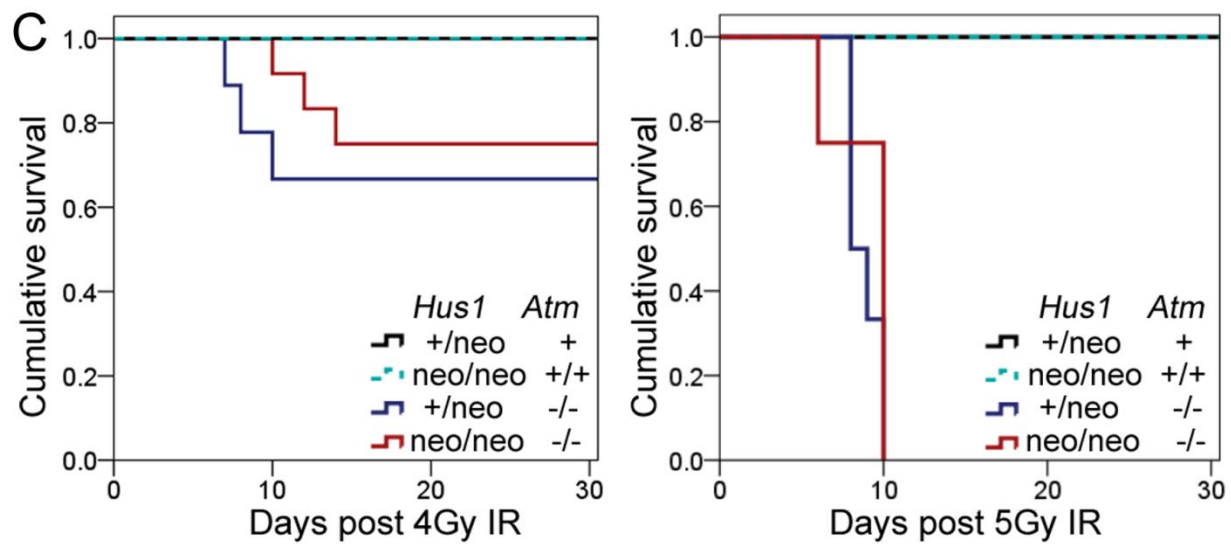 C
Cumulative survival
1.0
0.8
0.6
0.4
0.2
0.0
Hus1 Atm
+/neo +
neo/neo +/+
+/neo -/-
neo/neo -/-
0 10 20 30
Days post 4Gy IR
Cumulative survival
1.0
0.8
0.6
0.4
0.2
0.0
Hus1 Atm
+/neo +
neo/neo +/+
+/neo -/-
neo/neo -/-
0 10 20 30
Days post 5Gy IR